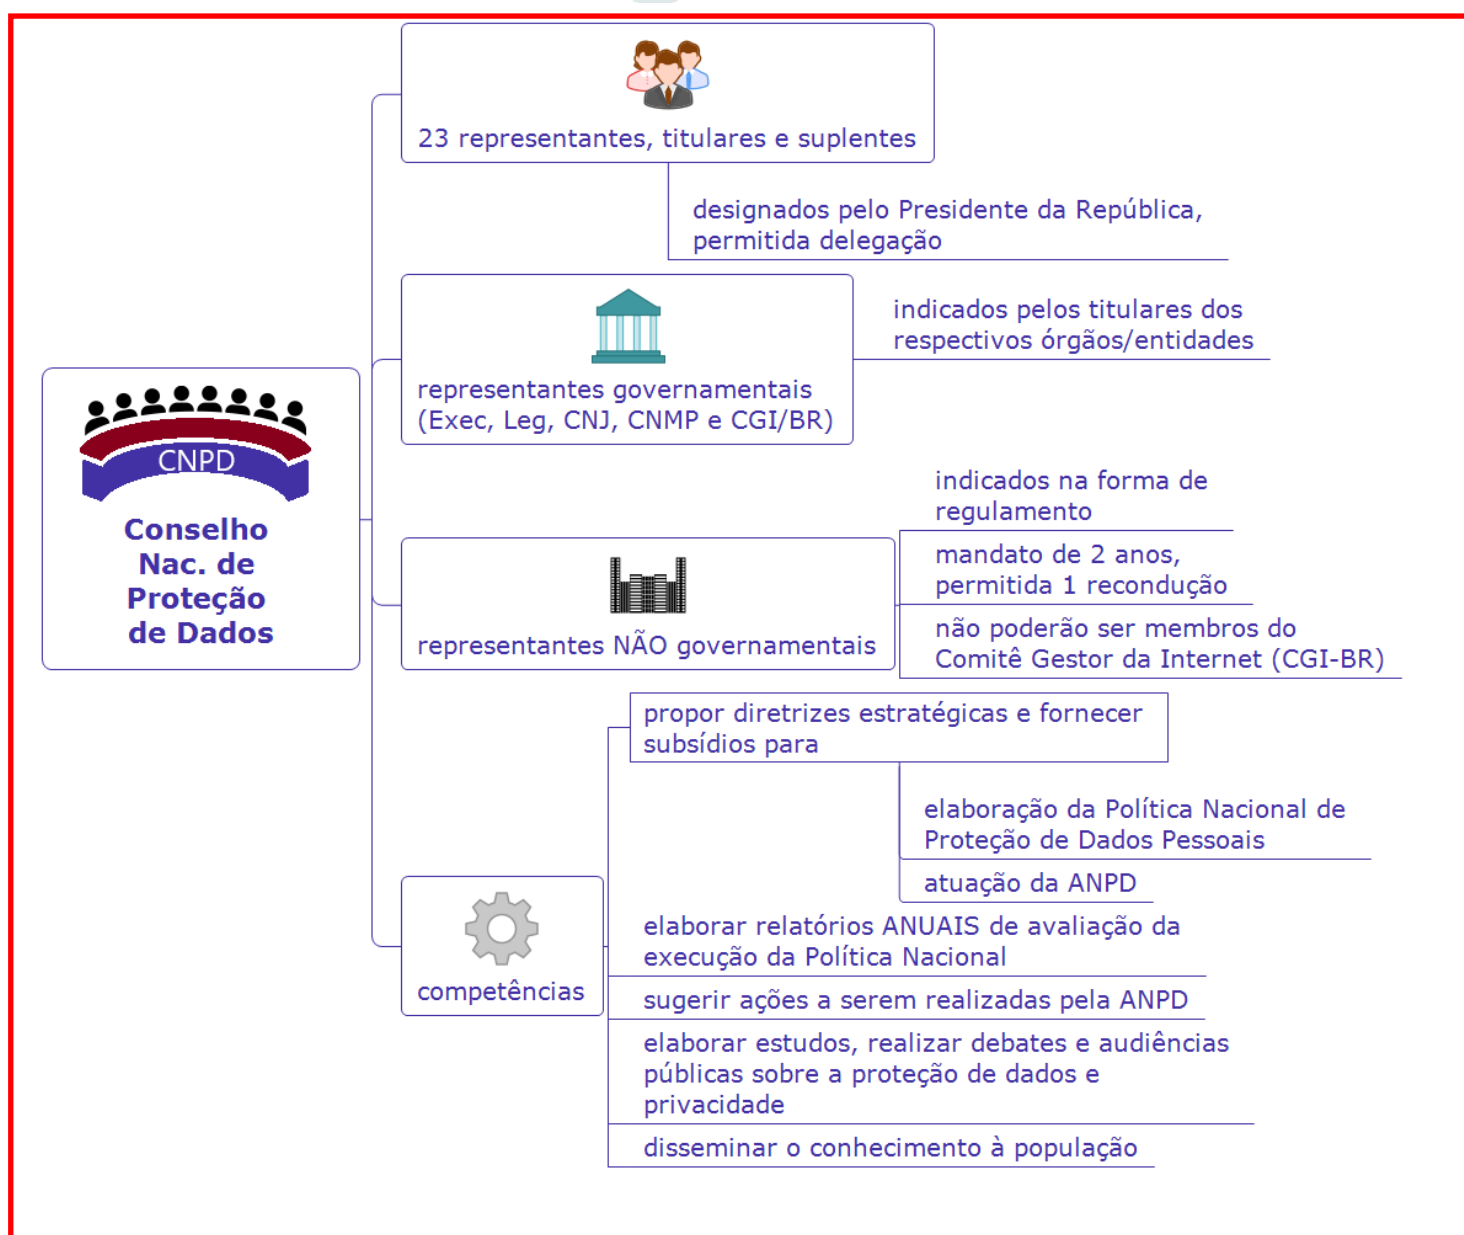 23 representantes, titulares e suplentes
designados pelo Presidente da República,
permitida delegação
representantes governamentais
(Exec, Leg, CNJ, CNMP e CGI/BR)
indicados pelos titulares dos
respectivos órgãos/entidades
CNPD
Conselho
Nac. de
Proteção
de Dados
representantes NÃO governamentais
indicados na forma de
regulamento
mandato de 2 anos,
permitida 1 recondução
não poderão ser membros do
Comitê Gestor da Internet (CGI-BR)
competências
propor diretrizes estratégicas e fornecer
subsídios para
elaboração da Política Nacional de
Proteção de Dados Pessoais
atuação da ANPD
elaborar relatórios ANUAIS de avaliação da
execução da Política Nacional
sugerir ações a serem realizadas pela ANPD
elaborar estudos, realizar debates e audiências
públicas sobre a proteção de dados e
privacidade
disseminar o conhecimento à população